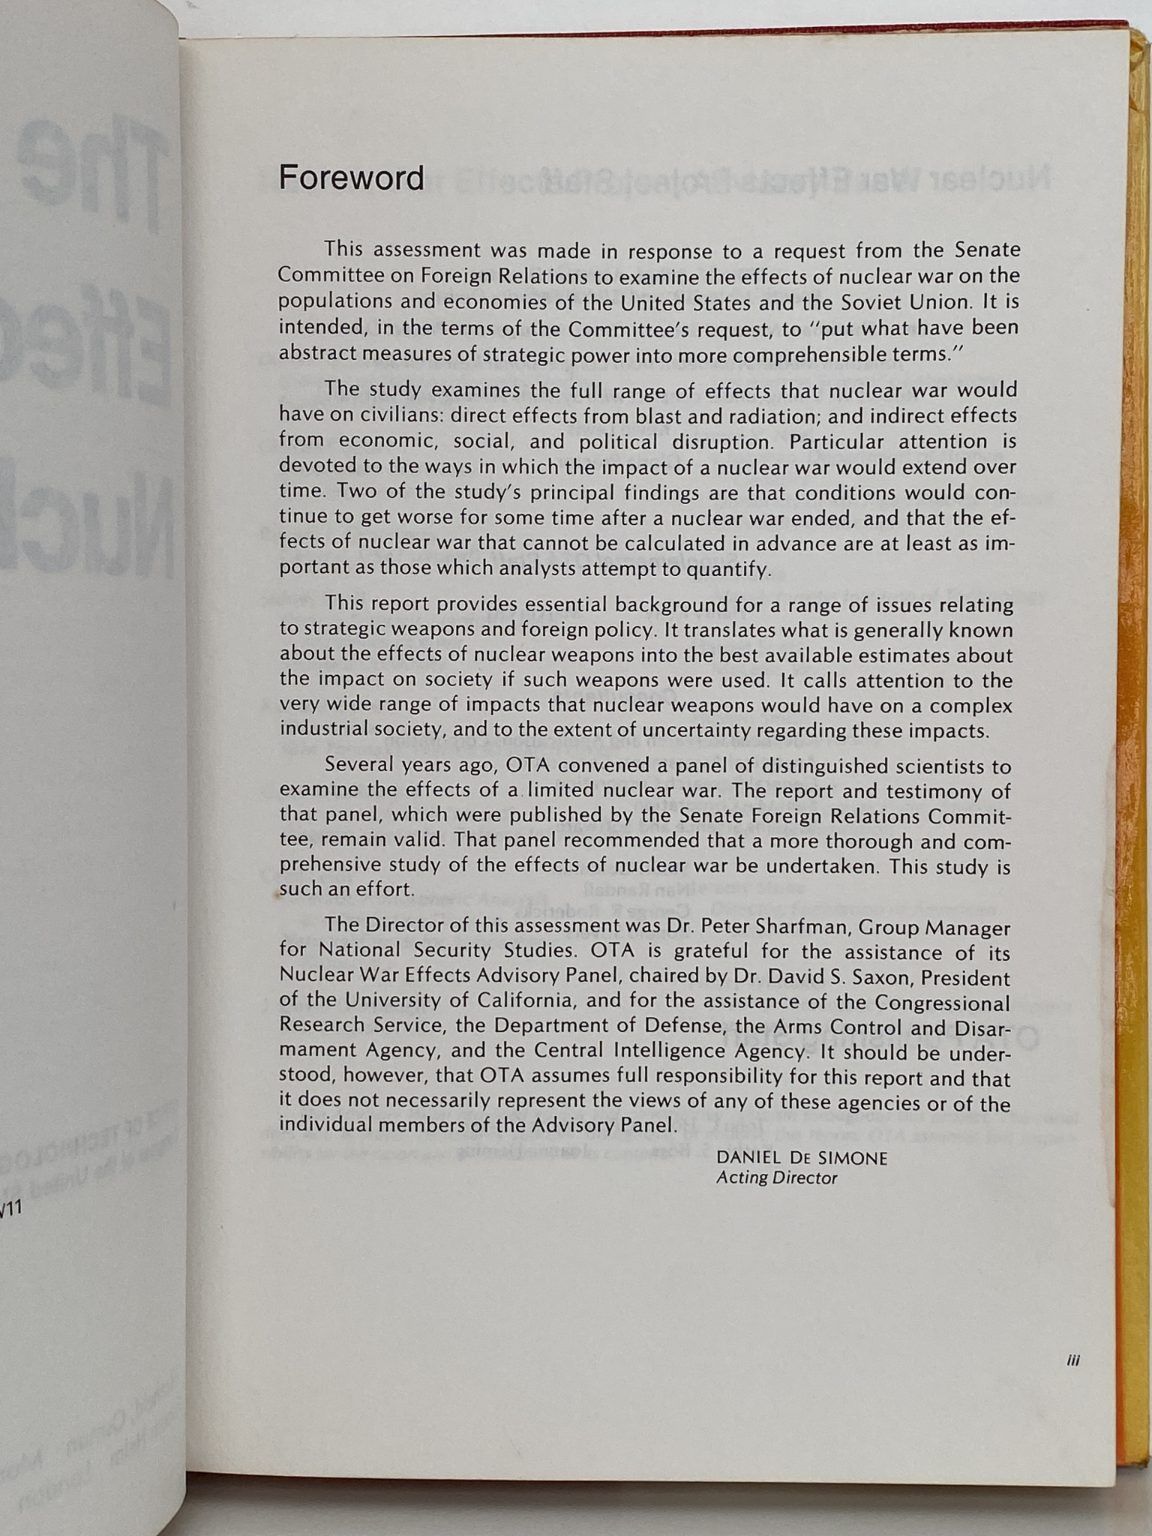 Foreword
This assessment was made in response to a request from the Senate
Committee on Foreign Relations to examine the effects of nuclear war on the
populations and economies of the United States and the Soviet Union. It is
intended, in the terms of the Committee's request, to "put what have been
abstract measures of strategic power into more comprehensible terms."
The study examines the full range of effects that nuclear war would
have on civilians: direct effects from blast and radiation; and indirect effects
from economic, social, and political disruption. Particular attention is
devoted to the ways in which the impact of a nuclear war would extend over
time. Two of the study's principal findings are that conditions would con-
tinue to get worse for some time after a nuclear war ended, and that the ef-
fects of nuclear war that cannot be calculated in advance are at least as im-
portant as those which analysts attempt to quantify.
This report provides essential background for a range of issues relating
to strategic weapons and foreign policy. It translates what is generally known
about the effects of nuclear weapons into the best available estimates about
the impact on society if such weapons were used. It calls attention to the
very wide range of impacts that nuclear weapons would have on a complex
industrial society, and to the extent of uncertainty regarding these impacts.
Several years ago, OTA convened a panel of distinguished scientists to
examine the effects of a limited nuclear war. The report and testimony of
that panel, which were published by the Senate Foreign Relations Commit-
tee, remain valid. That panel recommended that a more thorough and com-
prehensive study of the effects of nuclear war be undertaken. This study is
such an effort.
The Director of this assessment was Dr. Peter Sharfman, Group Manager
for National Security Studies. OTA is grateful for the assistance of its
Nuclear War Effects Advisory Panel, chaired by Dr. David S. Saxon, President
of the University of California, and for the assistance of the Congressional
Research Service, the Department of Defense, the Arms Control and Disar-
mament Agency, and the Central Intelligence Agency. It should be under-
stood, however, that OTA assumes full responsibility for this report and that
it does not necessarily represent the views of any of these agencies or of the
individual members of the Advisory Panel.
DANIEL DE SIMONE
Acting Director
iii